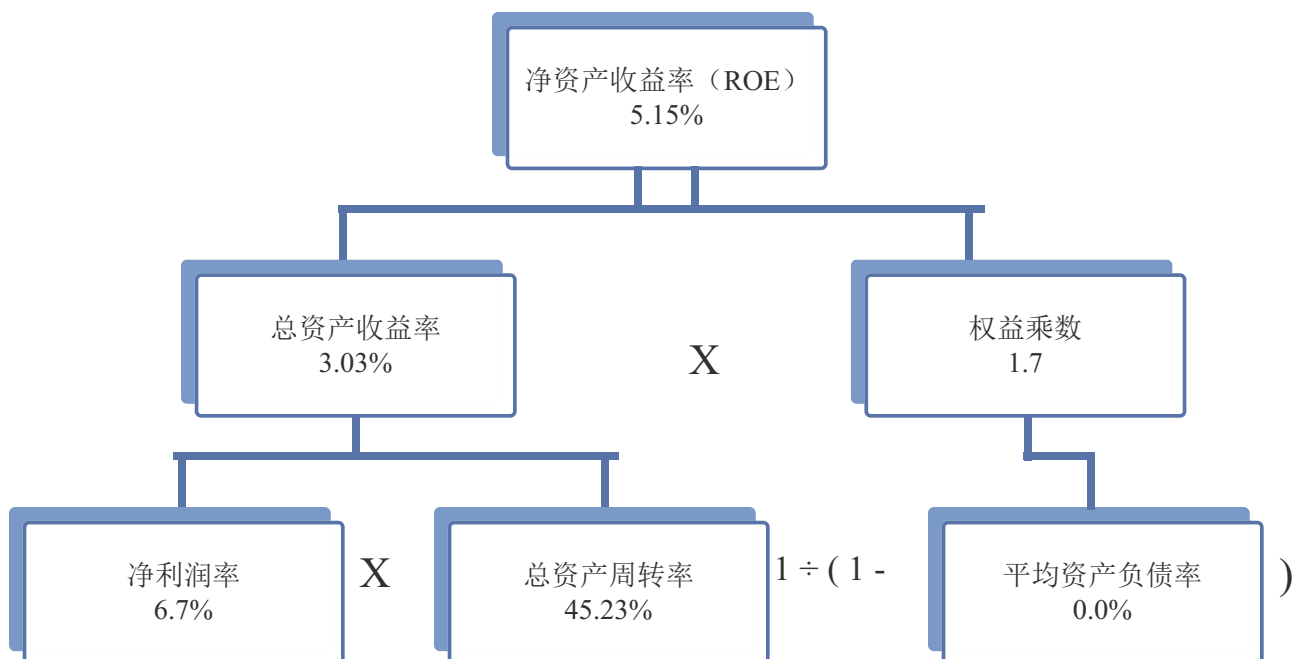 净资产收益率（ROE）
5.15%
总资产收益率
3.03%
X
权益乘数
1.7
净利润率
6.7%
X
总资产周转率
45.23%
1 ÷ ( 1 -
平均资产负债率
0.0%
)